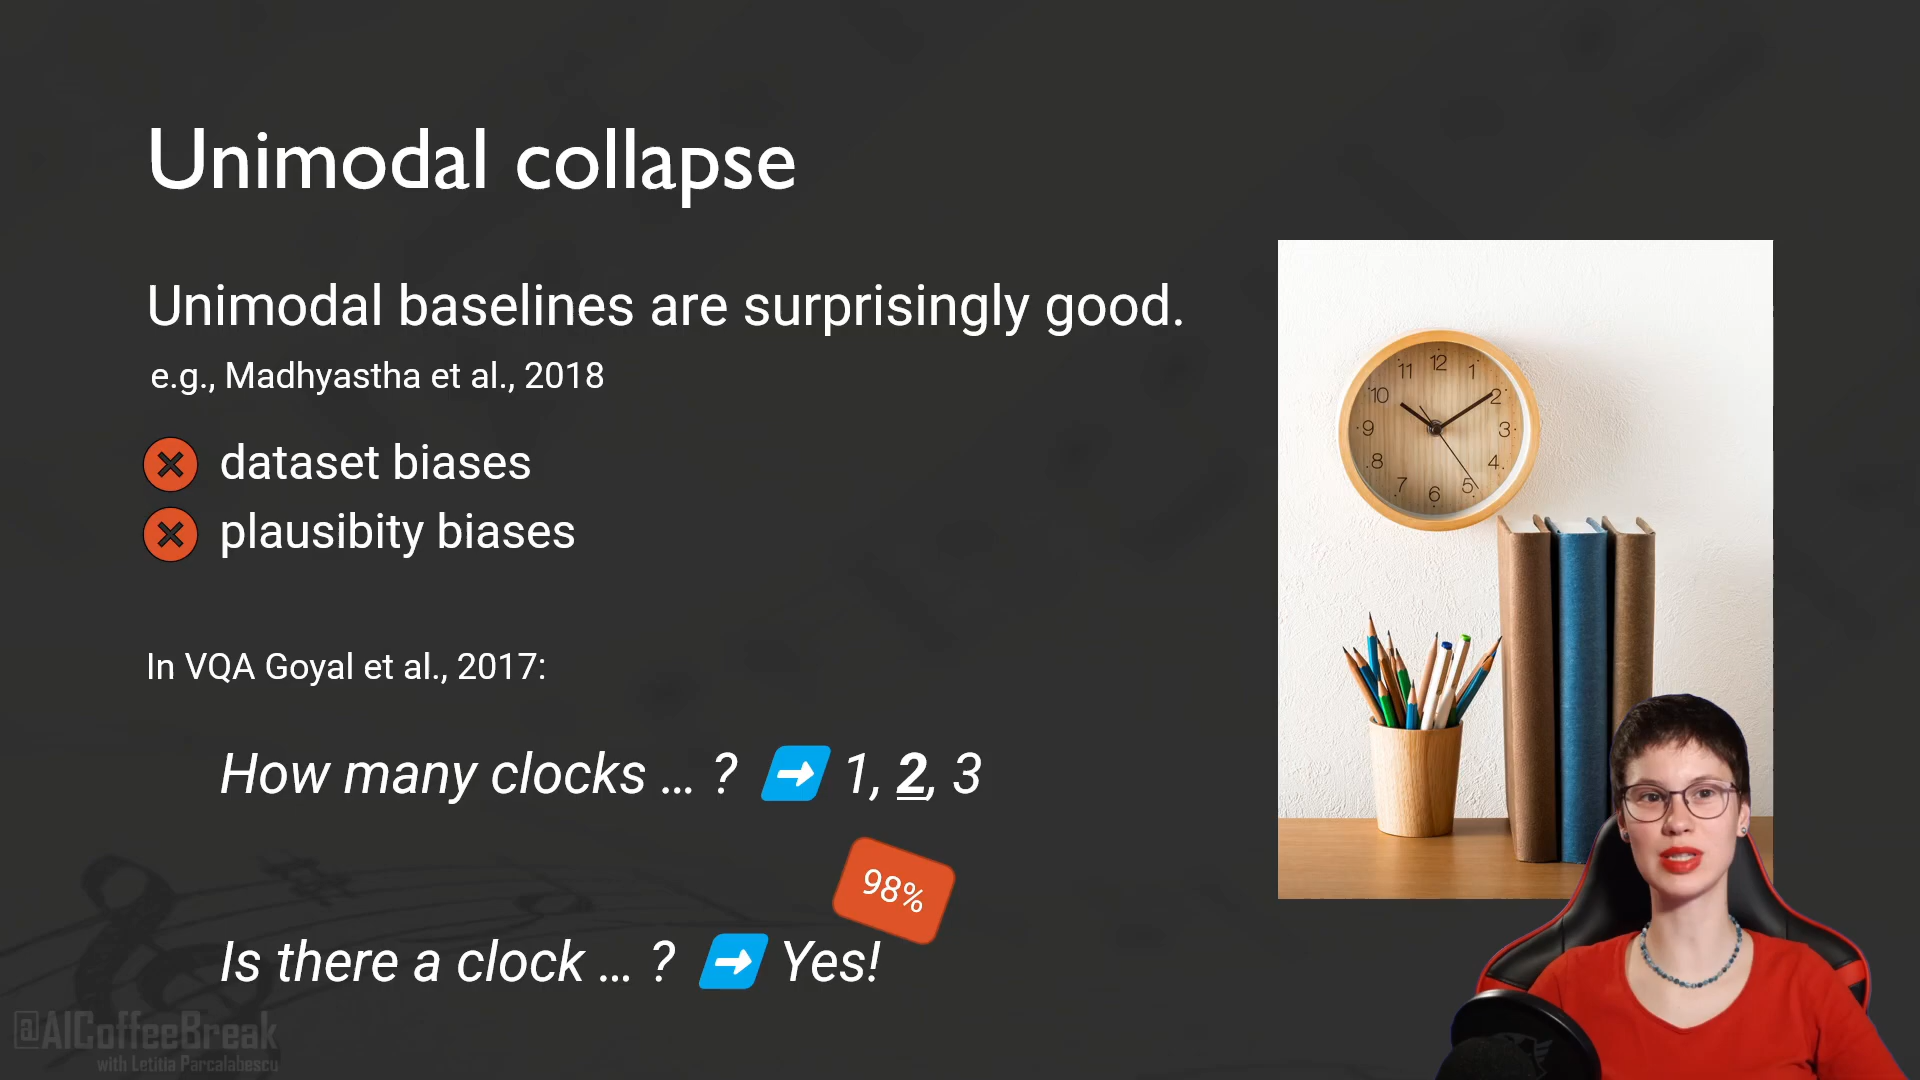 Unimodal collapse
Unimodal baselines are surprisingly good.
e.g., Madhyastha et al., 2018
dataset biases
plausibity biases
In VQA Goyal et al., 2017:
How many clocks ... ? 1, 2, 3
98%
Is there a clock ... ? Yes!
12
11 1
10 2
9 3
8 4
7 5
6
@AICoffeeBreak
with Letitia Parcalabescu